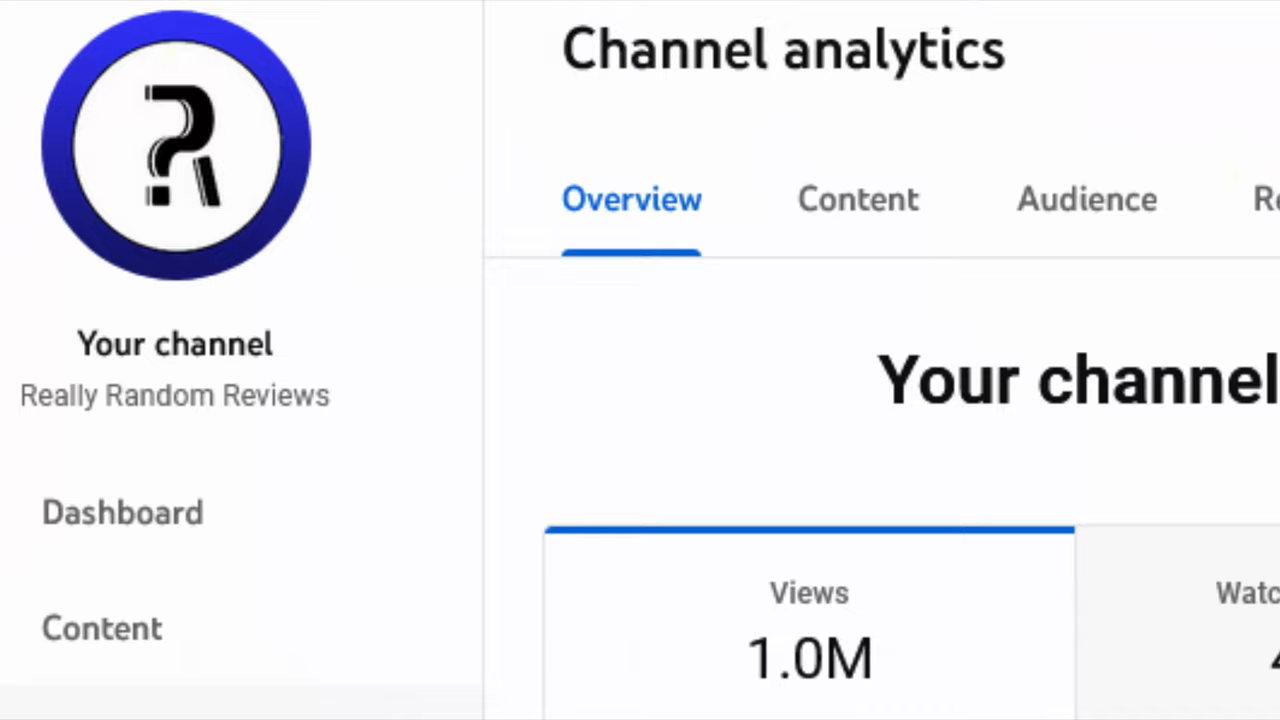 Channel analytics
Overview Content Audience
Your channel
Your channel
Really Random Reviews
Dashboard
Content
Views
1.0M